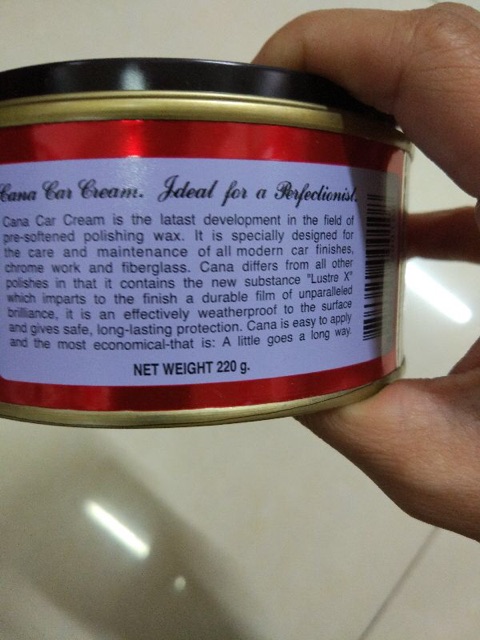 Cana Car Cream. Ideal for a Perfectionist.
Cana Car Cream is the latast development in the field of
pre-softened polishing wax. It is specially designed for
the care and maintenance of all modern car finishes,
chrome work and fiberglass. Cana differs from all other
polishes in that it contains the new substance "Lustre X"
which imparts to the finish a durable film of unparalleled
brilliance, it is an effectively weatherproof to the surface
and gives safe, long-lasting protection. Cana is easy to apply
and the most economical-that is: A little goes a long way.
NET WEIGHT 220 g.